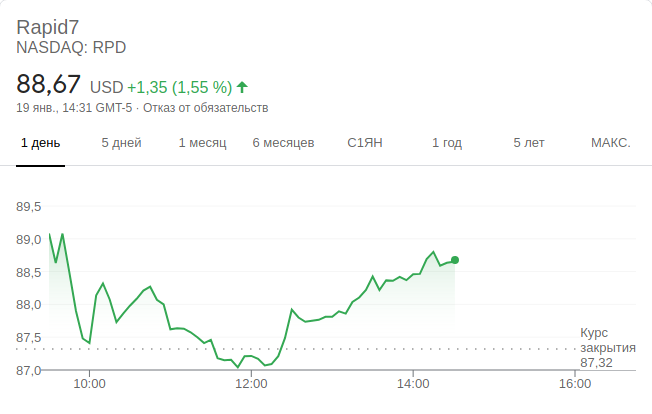 Rapid7
NASDAQ: RPD
88,67 USD +1,35 (1,55 %)
19 янв., 14:31 GMT-5 · Отказ от обязательств
1 день 5 дней 1 месяц 6 месяцев С1ЯН 1 год 5 лет МАКС.
89,5
89,0
88,5
88,0
87,5
Курс
закрытия
87,32
87,0
10:00 12:00 14:00 16:00